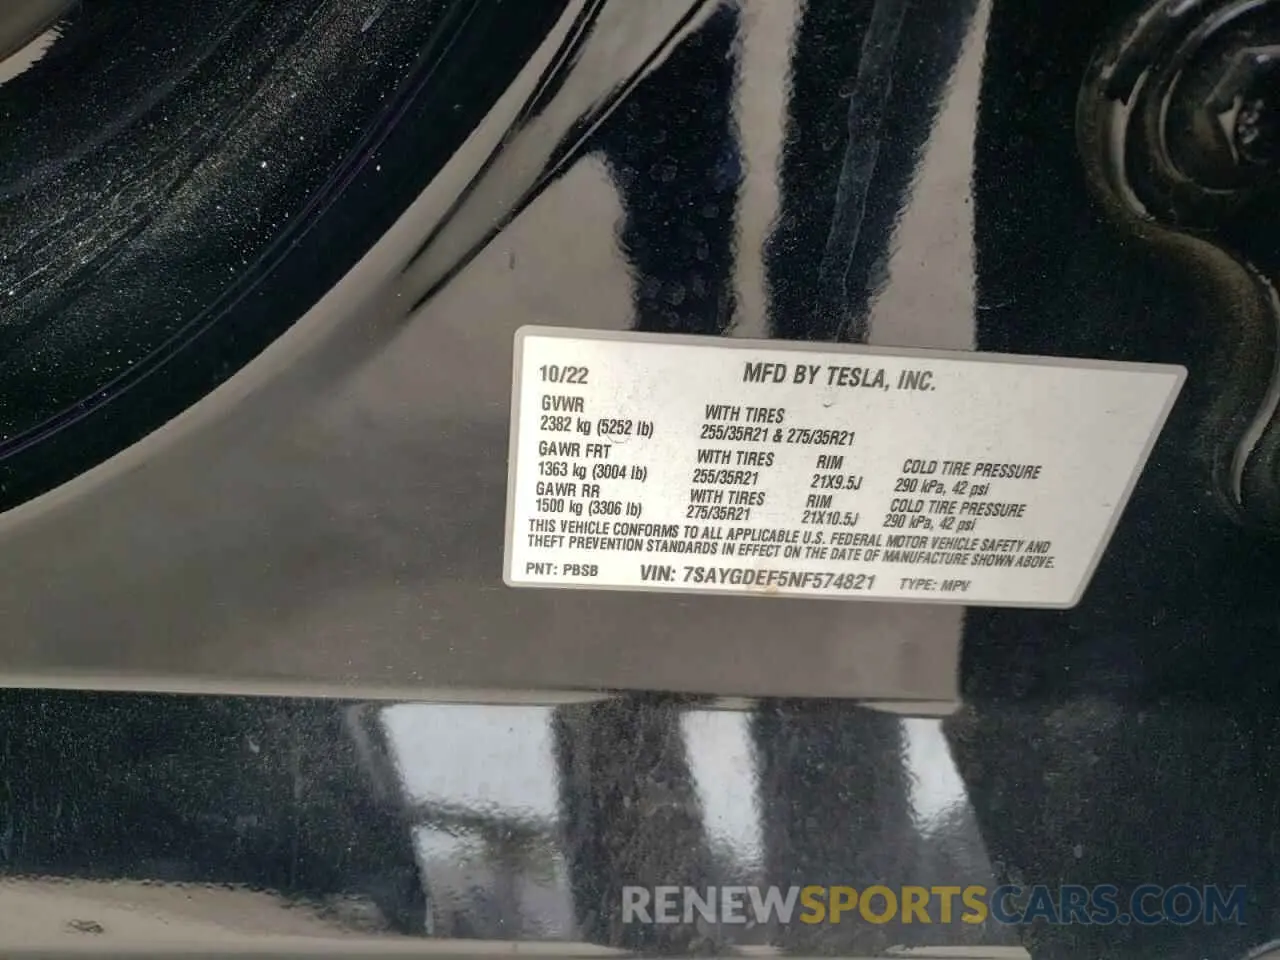 10/22 MFD BY TESLA, INC.
GVWR WITH TIRES
2382 kg (5252 lb) 255/35R21 & 275/35R21
GAWR FRT WITH TIRES RIM COLD TIRE PRESSURE
1363 kg (3004 lb) 255/35R21 21X9.5J 290 kPa, 42 psi
GAWR RR WITH TIRES RIM COLD TIRE PRESSURE
1500 kg (3306 lb) 275/35R21 21X10.5J 290 kPa, 42 psi
THIS VEHICLE CONFORMS TO ALL APPLICABLE U.S. FEDERAL MOTOR VEHICLE SAFETY AND
THEFT PREVENTION STANDARDS IN EFFECT ON THE DATE OF MANUFACTURE SHOWN ABOVE.
PNT: PBSB VIN: 7SAYGDEF5NF574821 TYPE: MPV
RENEWSPORTSCARS.COM